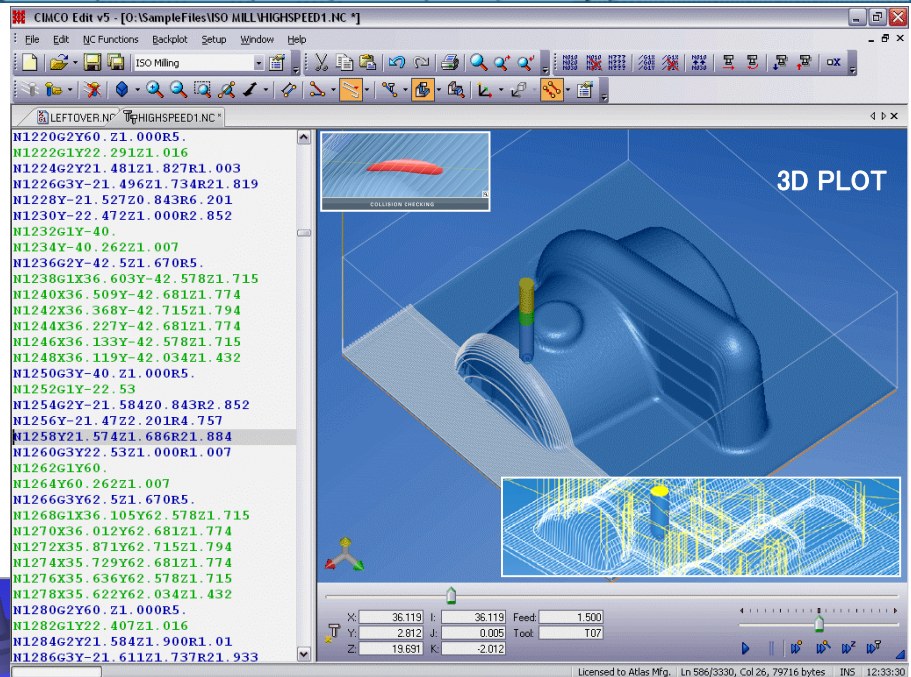 CIMCO Edit v5 - [O:\SampleFiles\ISO MILL\HIGHSPEED1.NC *]
File Edit NC Functions Backplot Setup Window Help
ISO Milling
LEFTOVER.NC HIGHSPEED1.NC *
N1220G2Y60.Z1.000R5.
N1222G1Y22.291Z1.016
N1224G2Y21.481Z1.827R1.003
N1226G3Y-21.496Z1.734R21.819
N1228Y-21.527Z0.843R6.201
N1230Y-22.472Z1.000R2.852
N1232G1Y-40.
N1234Y-40.262Z1.007
N1236G2Y-42.5Z1.670R5.
N1238G1X36.603Y-42.578Z1.715
N1240X36.509Y-42.681Z1.774
N1242X36.368Y-42.715Z1.794
N1244X36.227Y-42.681Z1.774
N1246X36.133Y-42.578Z1.715
N1248X36.119Y-42.034Z1.432
N1250G3Y-40.Z1.000R5.
N1252G1Y-22.53
N1254G2Y-21.584Z0.843R2.852
N1256Y-21.47Z2.201R4.757
N1258Y21.574Z1.686R21.884
N1260G3Y22.53Z1.000R1.007
N1262G1Y60.
N1264Y60.262Z1.007
N1266G3Y62.5Z1.670R5.
N1268G1X36.105Y62.578Z1.715
N1270X36.012Y62.681Z1.774
N1272X35.871Y62.715Z1.794
N1274X35.729Y62.681Z1.774
N1276X35.636Y62.578Z1.715
N1278X35.622Y62.034Z1.432
N1280G2Y60.Z1.000R5.
N1282G1Y22.407Z1.016
N1284G2Y21.584Z1.900R1.01
N1286G3Y-21.611Z1.737R21.933
COLLISION CHECKING
3D PLOT
X: 36.119 I: 36.119 Feed: 1.500
Y: 2.812 J: 0.005 Tool: T07
Z: 19.691 K: -2.012
Licensed to Atlas Mfg. Ln 586/3330, Col 26, 79716 bytes INS 12:33:30